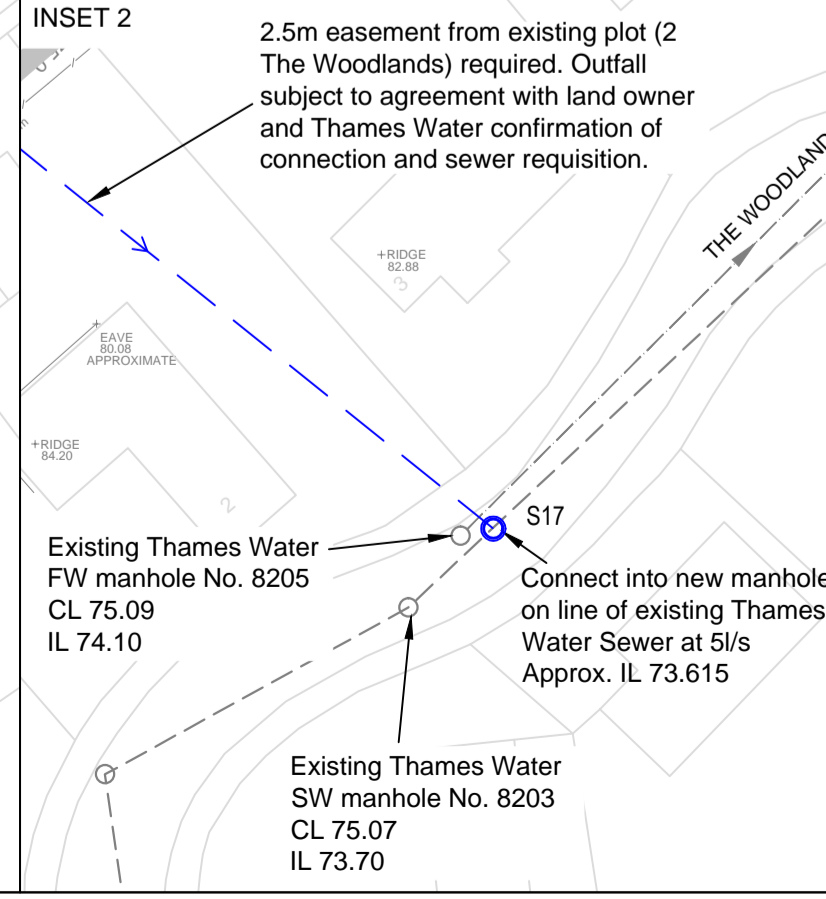 INSET 2
2.5m easement from existing plot (2
The Woodlands) required. Outfall
subject to agreement with land owner
and Thames Water confirmation of
connection and sewer requisition.
THE WOODLAND
+RIDGE
82.88
3
EAVE
80.08
APPROXIMATE
+RIDGE
84.20
2
S17
Existing Thames Water
FW manhole No. 8205
CL 75.09
IL 74.10
Connect into new manhole
on line of existing Thames
Water Sewer at 5l/s
Approx. IL 73.615
Existing Thames Water
SW manhole No. 8203
CL 75.07
IL 73.70